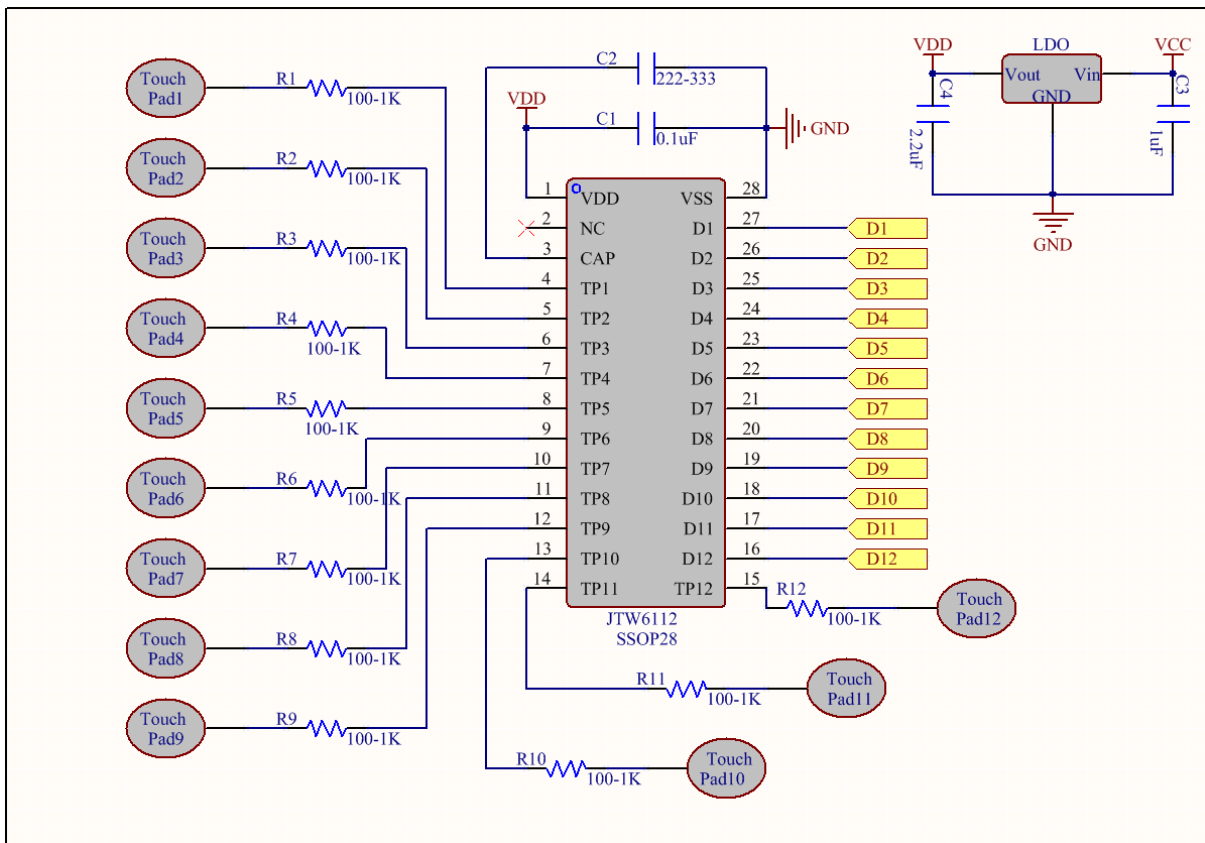 Touch
Pad1
R1
100-1K
Touch
Pad2
R2
100-1K
Touch
Pad3
R3
100-1K
Touch
Pad4
R4
100-1K
Touch
Pad5
R5
100-1K
Touch
Pad6
R6
100-1K
Touch
Pad7
R7
100-1K
Touch
Pad8
R8
100-1K
Touch
Pad9
R9
100-1K
C2
222-333
VDD
C1
0.1uF
GND
1 VDD VSS 28
2 NC D1 27 D1
3 CAP D2 26 D2
4 TP1 D3 25 D3
5 TP2 D4 24 D4
6 TP3 D5 23 D5
7 TP4 D6 22 D6
8 TP5 D7 21 D7
9 TP6 D8 20 D8
10 TP7 D9 19 D9
11 TP8 D10 18 D10
12 TP9 D11 17 D11
13 TP10 D12 16 D12
14 TP11 TP12 15
JTW6112
SSOP28
R12
100-1K
Touch
Pad12
R11
100-1K
Touch
Pad11
R10
100-1K
Touch
Pad10
VDD
LDO
VCC
Vout Vin
GND
C4
2.2uF
C3
1uF
GND